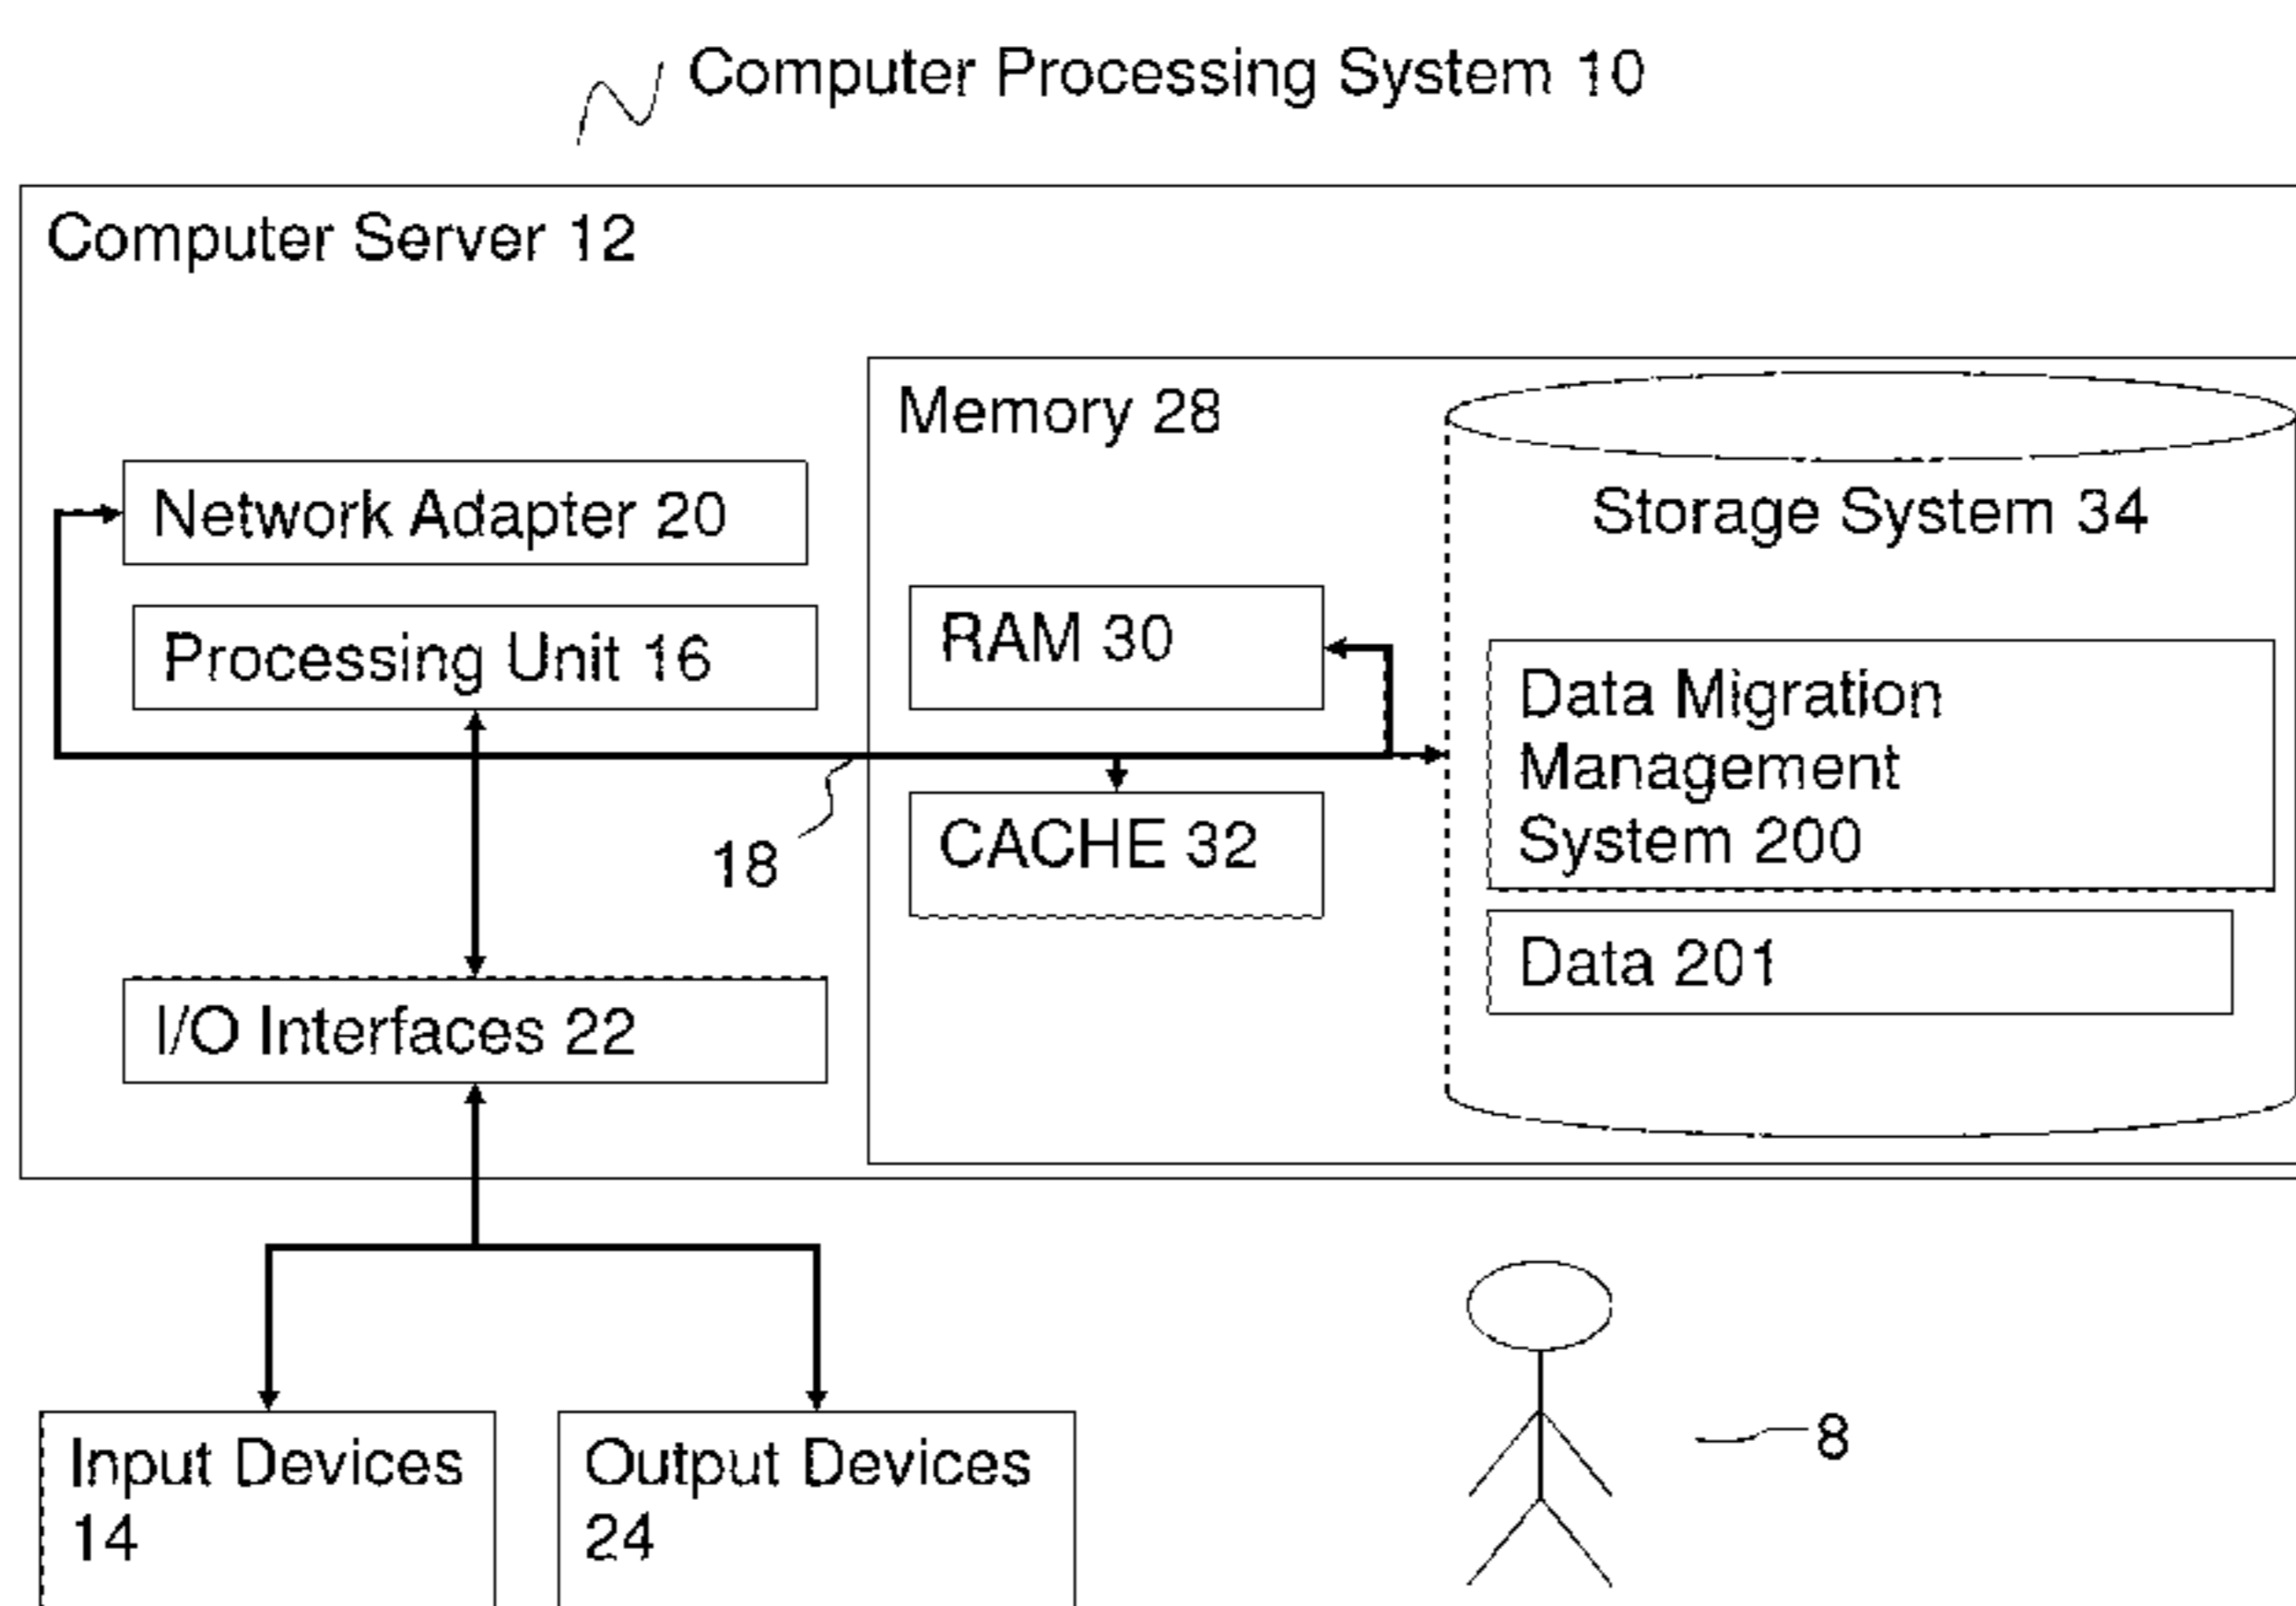 Computer Processing System 10
Computer Server 12
Memory 28
Storage System 34
Network Adapter 20
Processing Unit 16
RAM 30
Data Migration
Management
System 200
18
CACHE 32
Data 201
I/O Interfaces 22
Input Devices
14
Output Devices
24
8